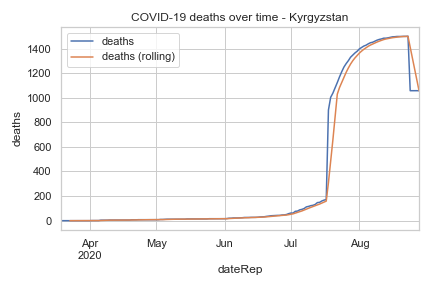 COVID-19 deaths over time - Kyrgyzstan
deaths
deaths (rolling)
1400
1200
1000
800
600
400
200
0
deaths
Apr
2020
May
Jun
Jul
Aug
dateRep